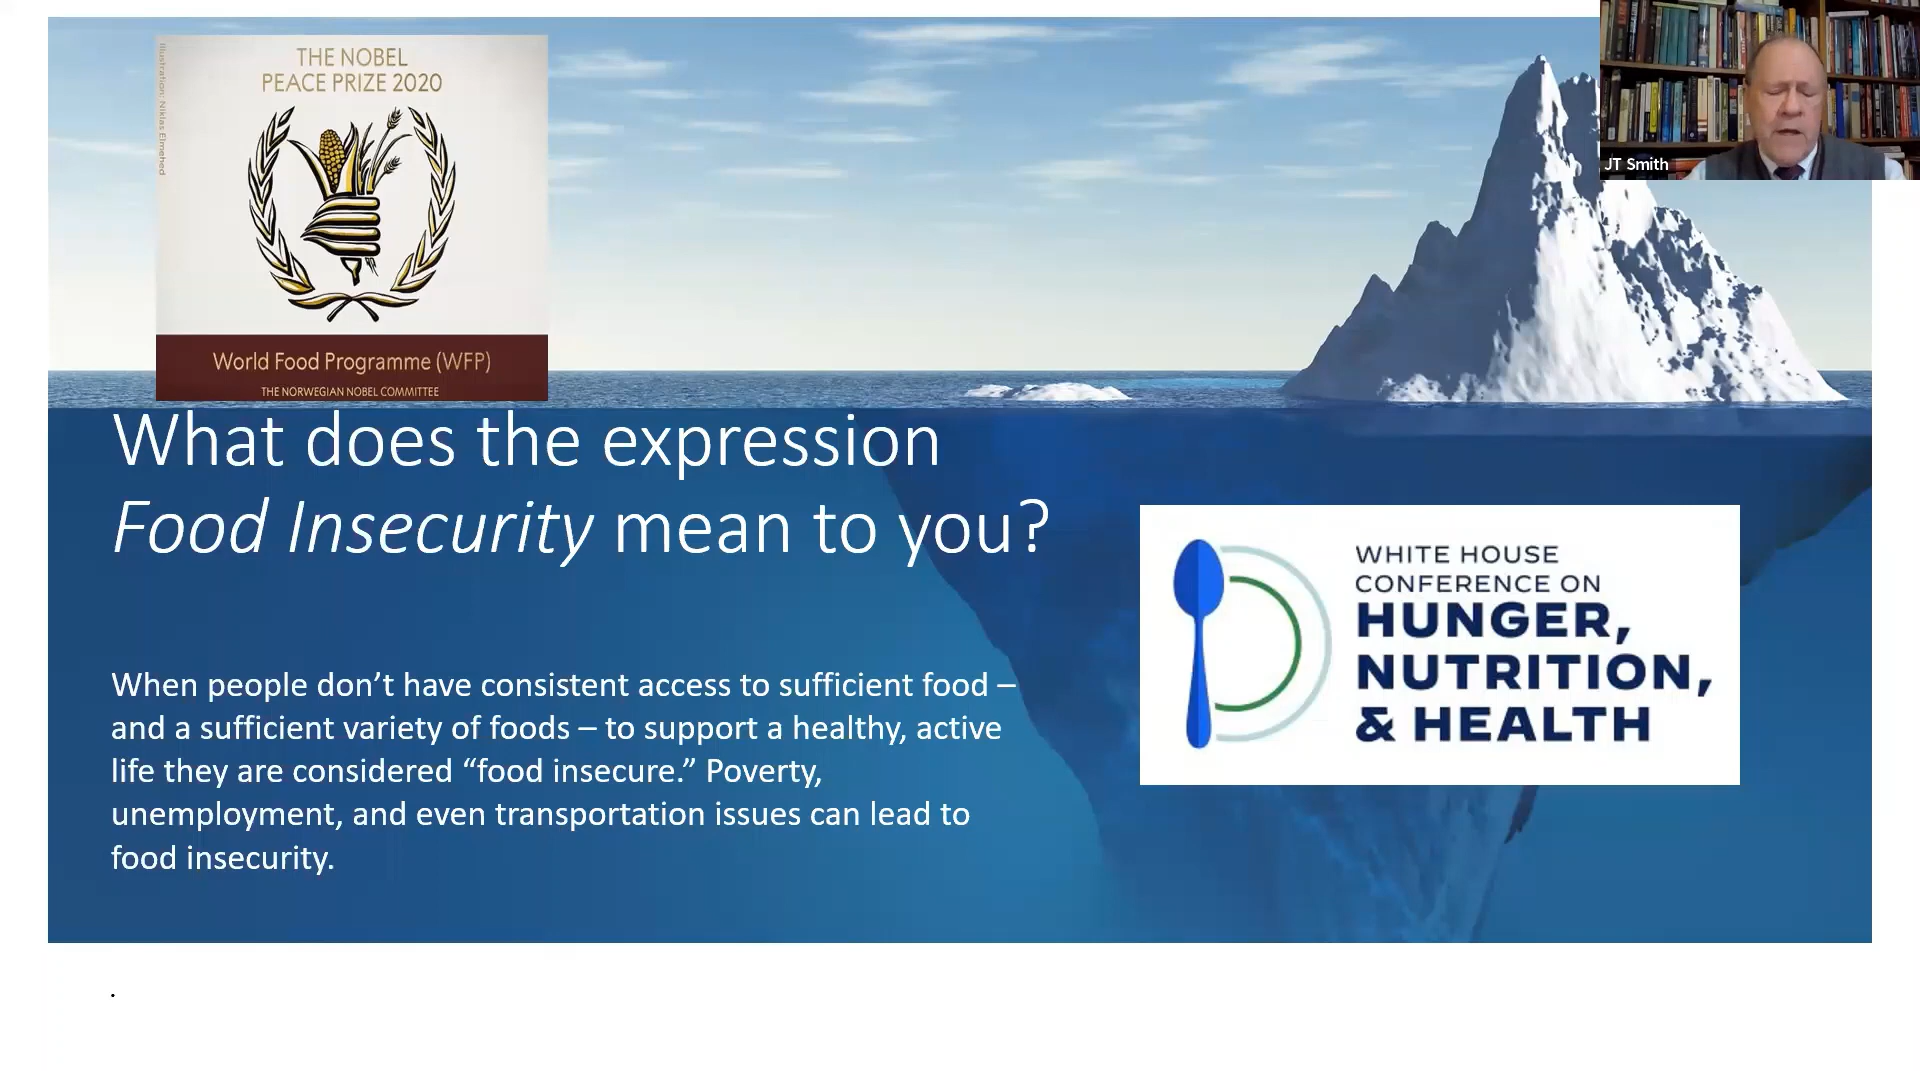 THE NOBEL
PEACE PRIZE 2020
Illustration: Niklas Elmehed
World Food Programme (WFP)
THE NORWEGIAN NOBEL COMMITTEE
JT Smith
What does the expression
Food Insecurity mean to you?
When people don’t have consistent access to sufficient food –
and a sufficient variety of foods – to support a healthy, active
life they are considered “food insecure.” Poverty,
unemployment, and even transportation issues can lead to
food insecurity.
WHITE HOUSE
CONFERENCE ON
HUNGER,
NUTRITION,
& HEALTH
.